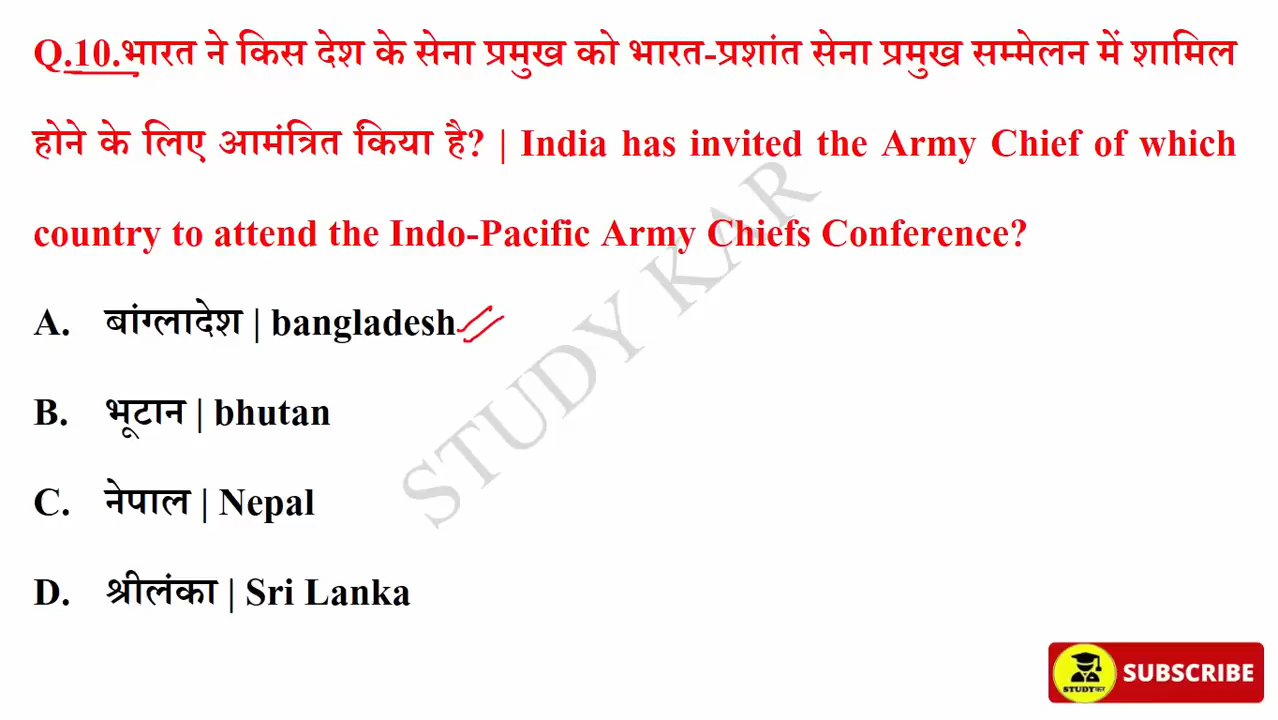 Q.10.भारत ने किस देश के सेना प्रमुख को भारत-प्रशांत सेना प्रमुख सम्मेलन में शामिल
होने के लिए आमंत्रित किया है? | India has invited the Army Chief of which
country to attend the Indo-Pacific Army Chiefs Conference?
A. बांग्लादेश | bangladesh
B. भूटान | bhutan
C. नेपाल | Nepal
D. श्रीलंका | Sri Lanka
STUDY KAR
STUDYकर
SUBSCRIBE